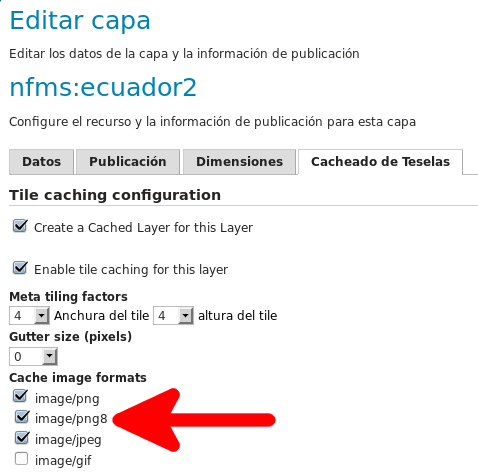 Editar capa
Editar los datos de la capa y la información de publicación
nfms:ecuador2
Configure el recurso y la información de publicación para esta capa
Datos Publicación Dimensiones Cacheado de Teselas
Tile caching configuration
Create a Cached Layer for this Layer
Enable tile caching for this layer
Meta tiling factors
4 Anchura del tile 4 altura del tile
Gutter size (pixels)
0
Cache image formats
image/png
image/png8
image/jpeg
image/gif